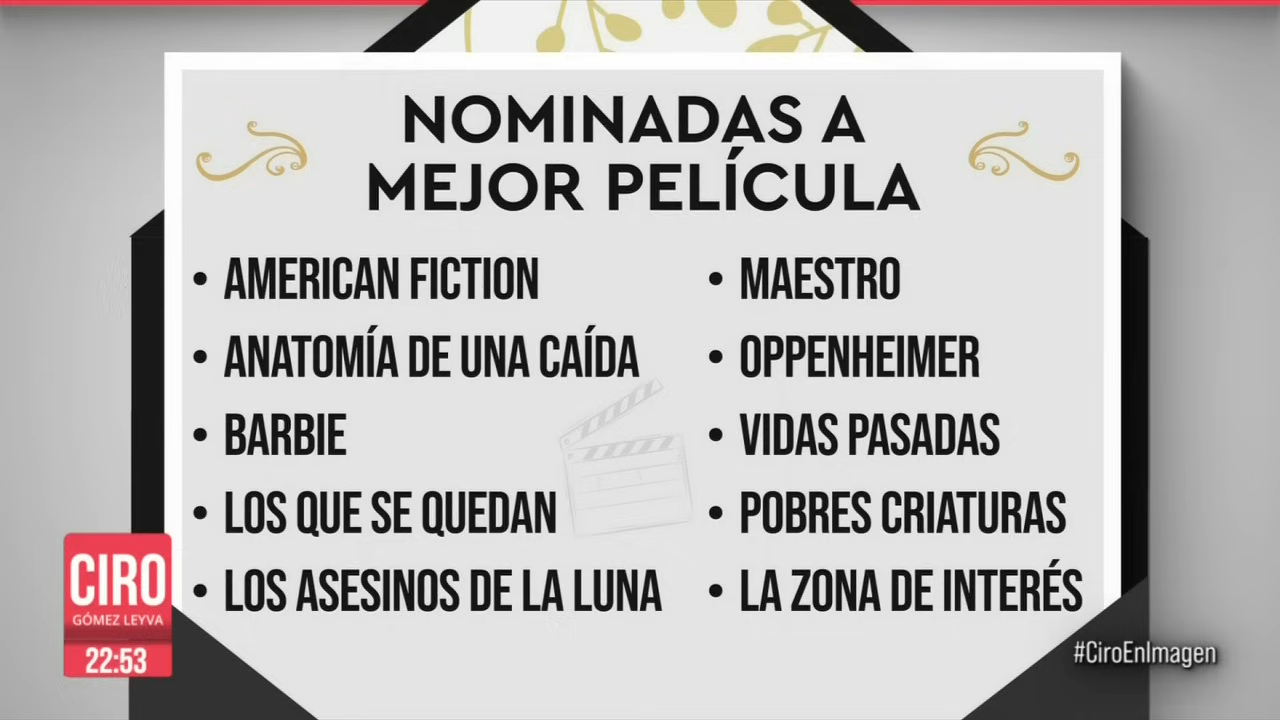 NOMINADAS A
MEJOR PELÍCULA
• AMERICAN FICTION
• ANATOMÍA DE UNA CAÍDA
• BARBIE
• LOS QUE SE QUEDAN
• LOS ASESINOS DE LA LUNA
• MAESTRO
• OPPENHEIMER
• VIDAS PASADAS
• POBRES CRIATURAS
• LA ZONA DE INTERÉS
CIRO
GÓMEZ LEYVA
22:53
#CiroEnImagen